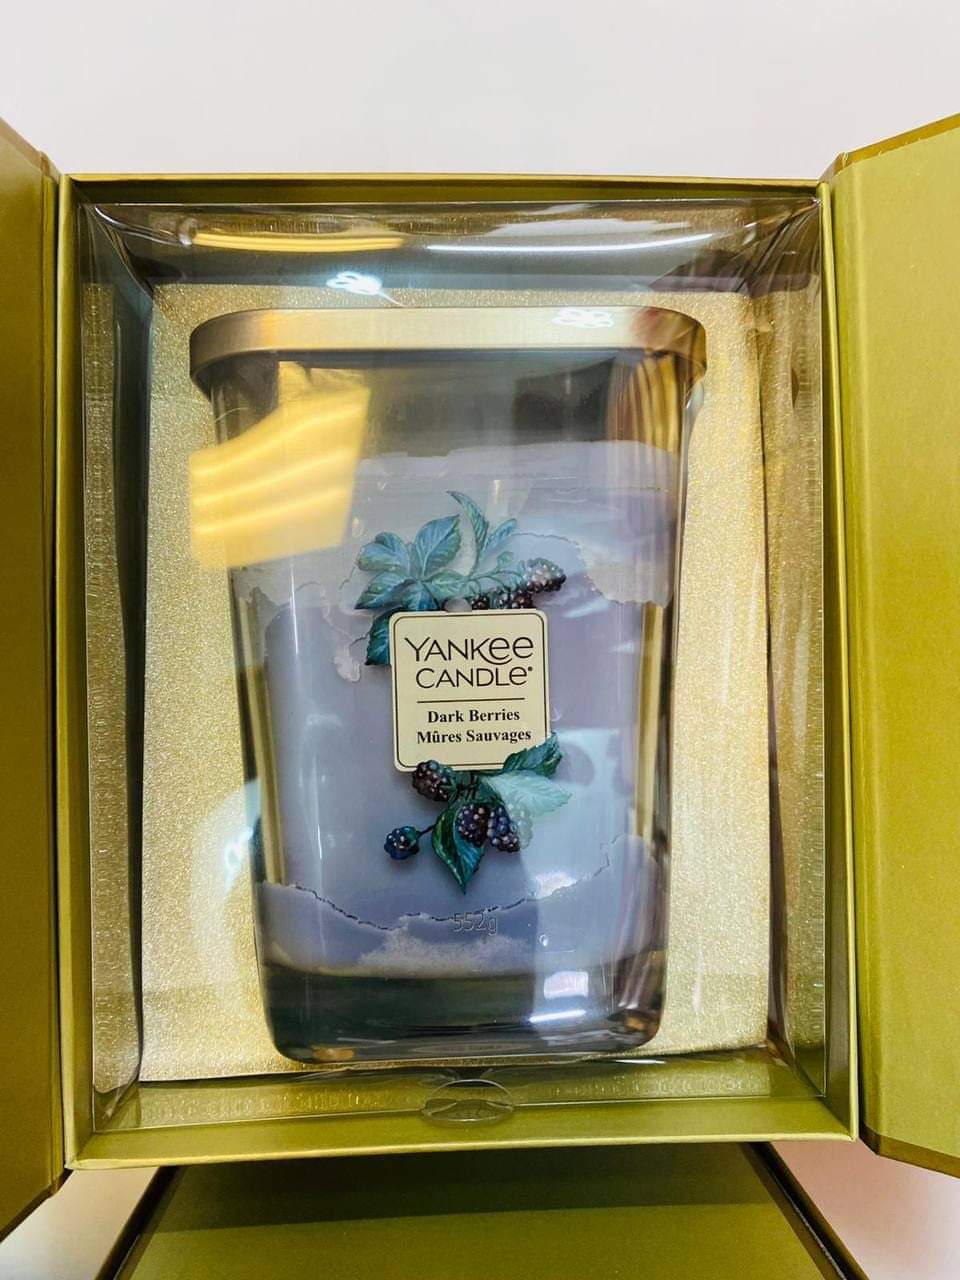 YANKEE
CANDLE®
Dark Berries
Mûres Sauvages
552g